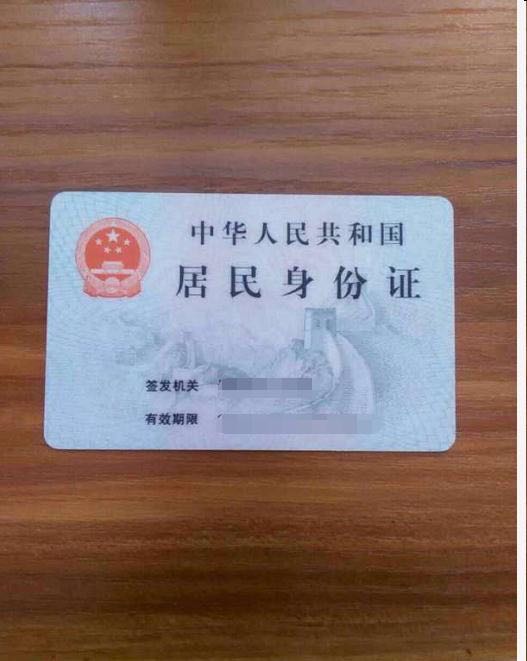 中华人民共和国
居民身份证
签发机关
有效期限